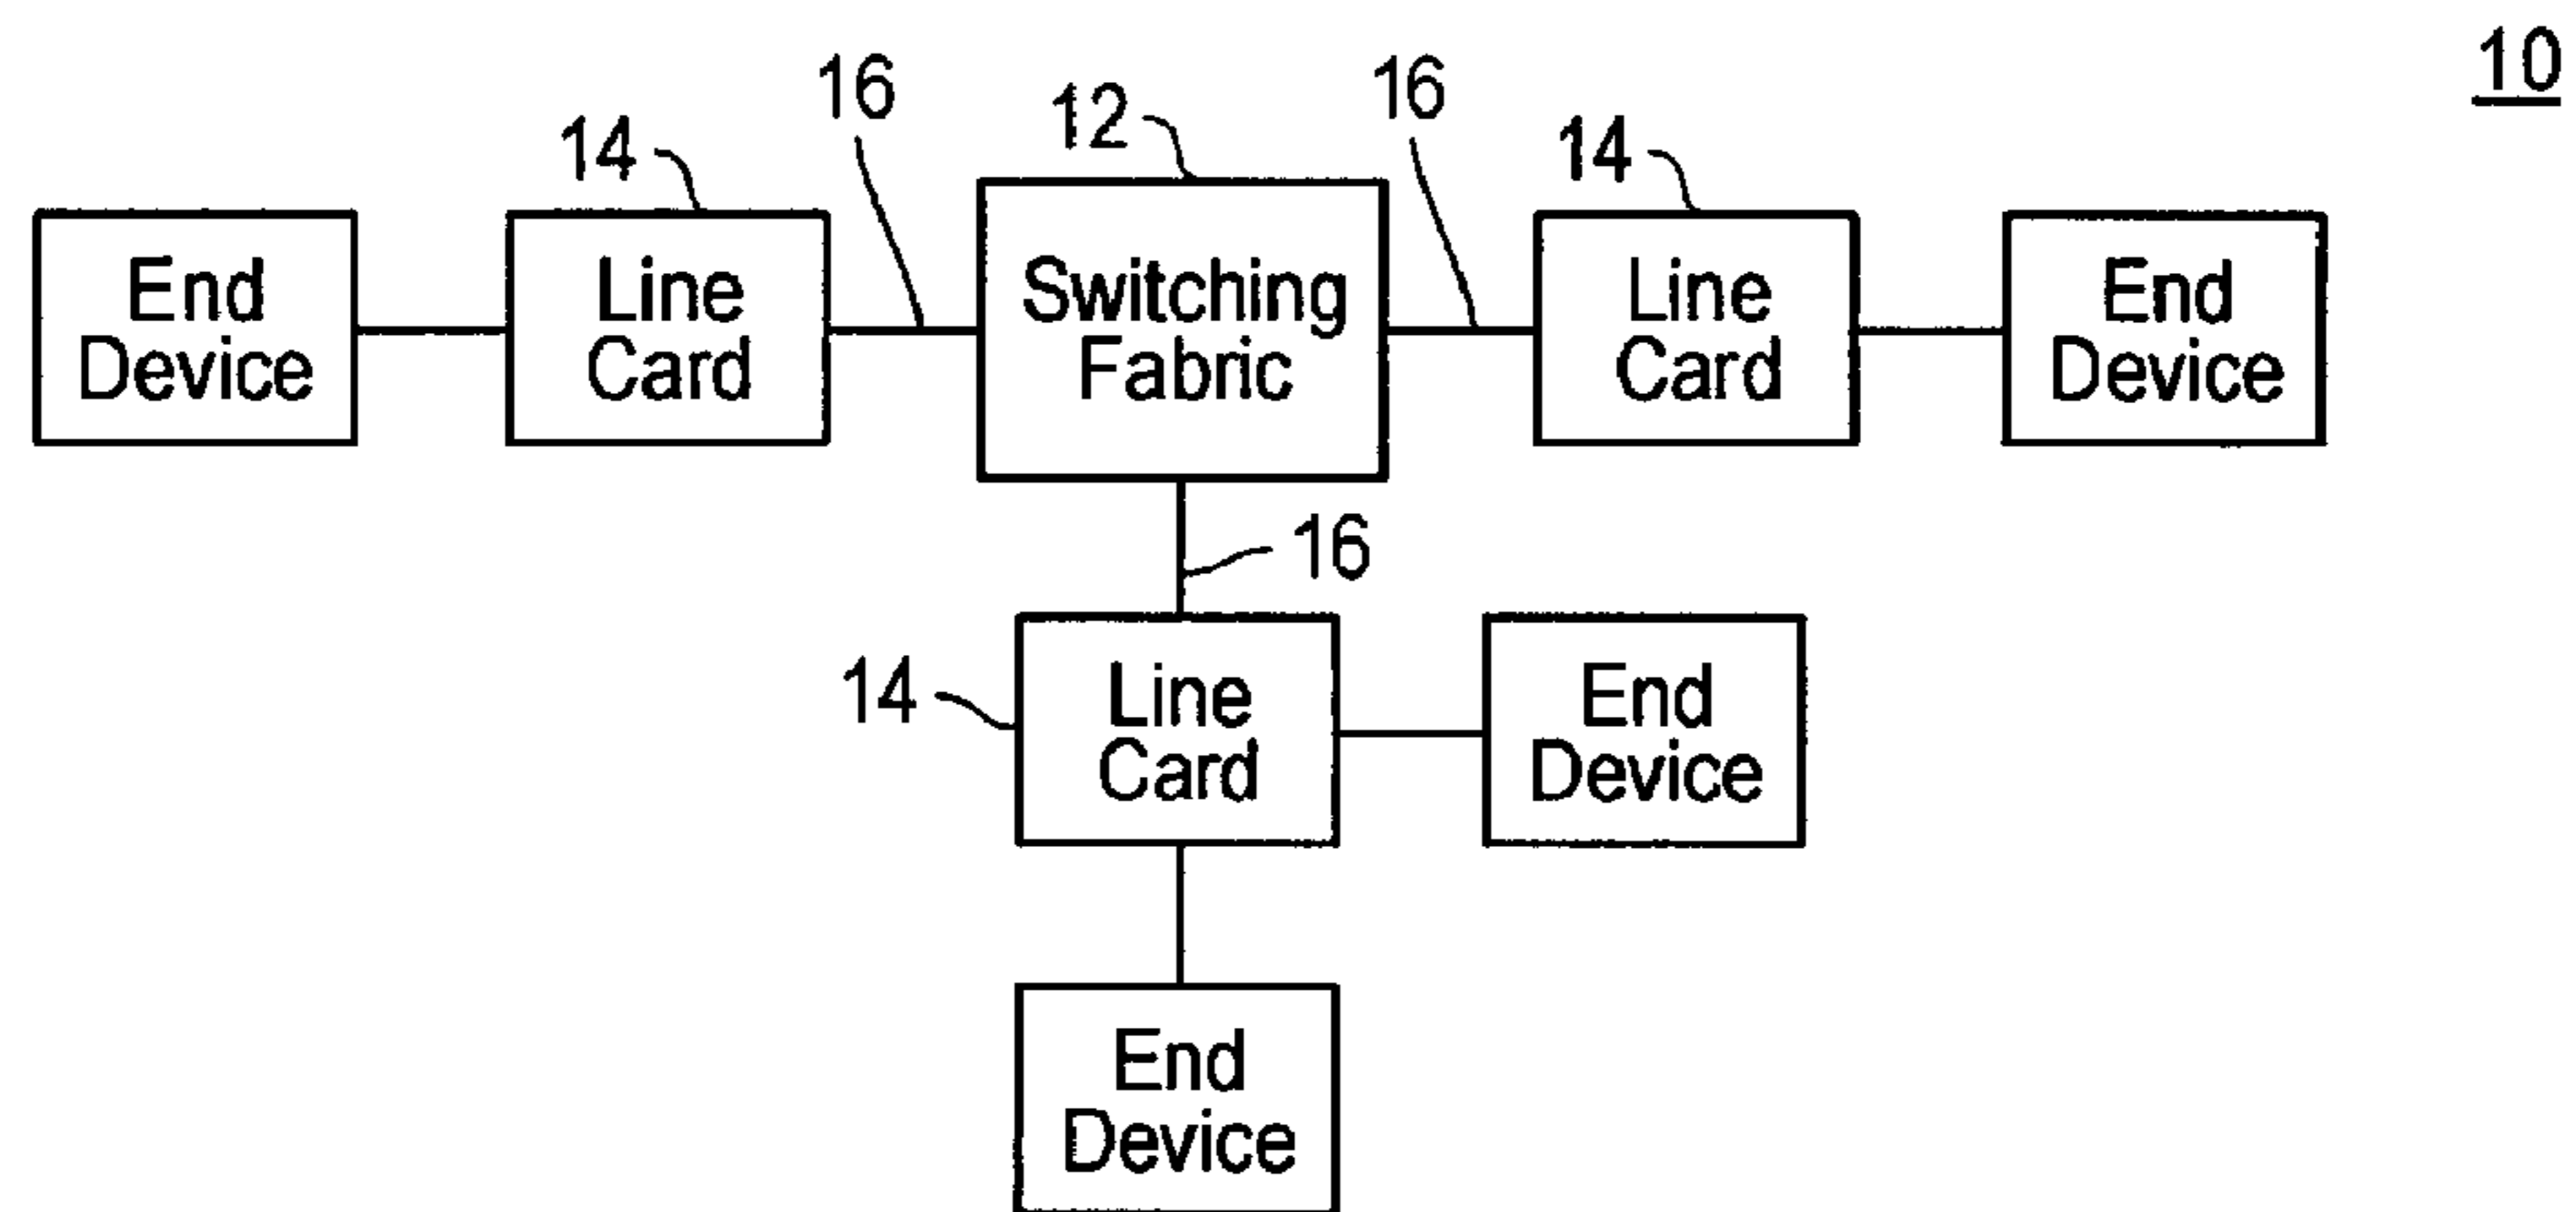 10
16
12
16
14
14
End
Device
Line
Card
Switching
Fabric
Line
Card
End
Device
16
14
Line
Card
End
Device
End
Device